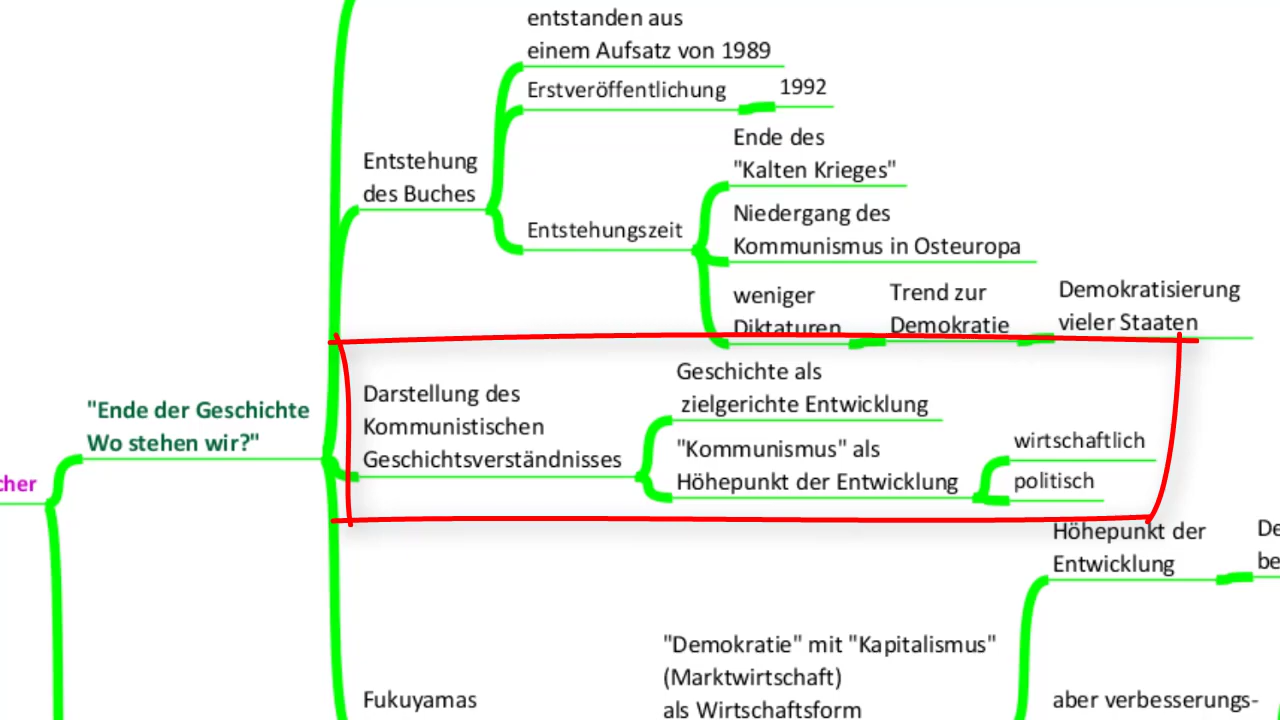 entstanden aus
einem Aufsatz von 1989
Erstveröffentlichung
1992
Entstehung
des Buches
Entstehungszeit
Ende des
"Kalten Krieges"
Niedergang des
Kommunismus in Osteuropa
weniger
Diktaturen
Trend zur
Demokratie
Demokratisierung
vieler Staaten
cher
"Ende der Geschichte
Wo stehen wir?"
Darstellung des
Kommunistischen
Geschichtsverständnisses
Geschichte als
zielgerichte Entwicklung
"Kommunismus" als
Höhepunkt der Entwicklung
wirtschaftlich
politisch
Höhepunkt der
Entwicklung
De
be
Fukuyamas
"Demokratie" mit "Kapitalismus"
(Marktwirtschaft)
als Wirtschaftsform
aber verbesserungs-